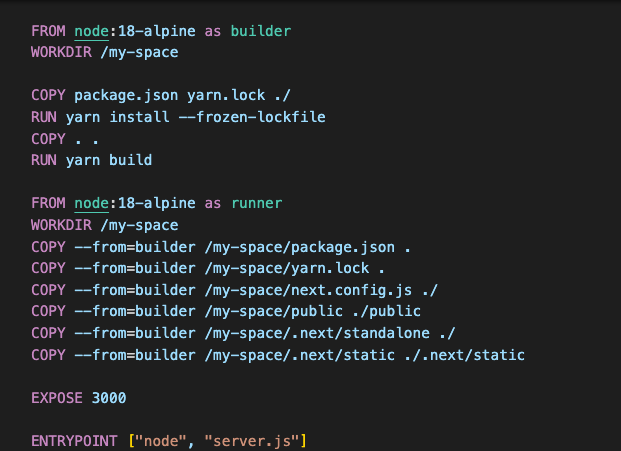 FROM node:18-alpine as builder
WORKDIR /my-space
COPY package.json yarn.lock ./
RUN yarn install --frozen-lockfile
COPY . .
RUN yarn build
FROM node:18-alpine as runner
WORKDIR /my-space
COPY --from=builder /my-space/package.json .
COPY --from=builder /my-space/yarn.lock .
COPY --from=builder /my-space/next.config.js ./
COPY --from=builder /my-space/public ./public
COPY --from=builder /my-space/.next/standalone ./
COPY --from=builder /my-space/.next/static ./.next/static
EXPOSE 3000
ENTRYPOINT ["node", "server.js"]